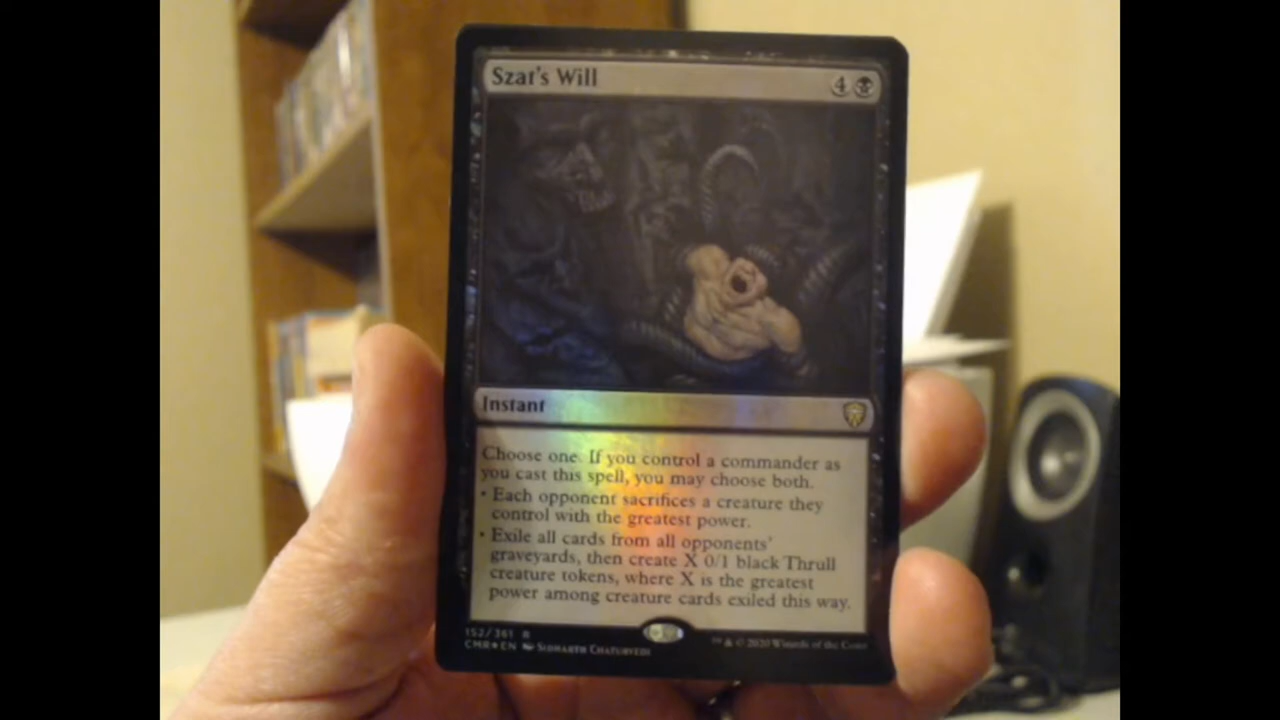 Szat's Will 4
Instant
Choose one. If you control a commander as
you cast this spell, you may choose both.
• Each opponent sacrifices a creature they
control with the greatest power.
• Exile all cards from all opponents'
graveyards, then create X 0/1 black Thrull
creature tokens, where X is the greatest
power among creature cards exiled this way.
152/361 R
CMR★EN Sidharth Chaturvedi
™ & © 2020 Wizards of the Coast